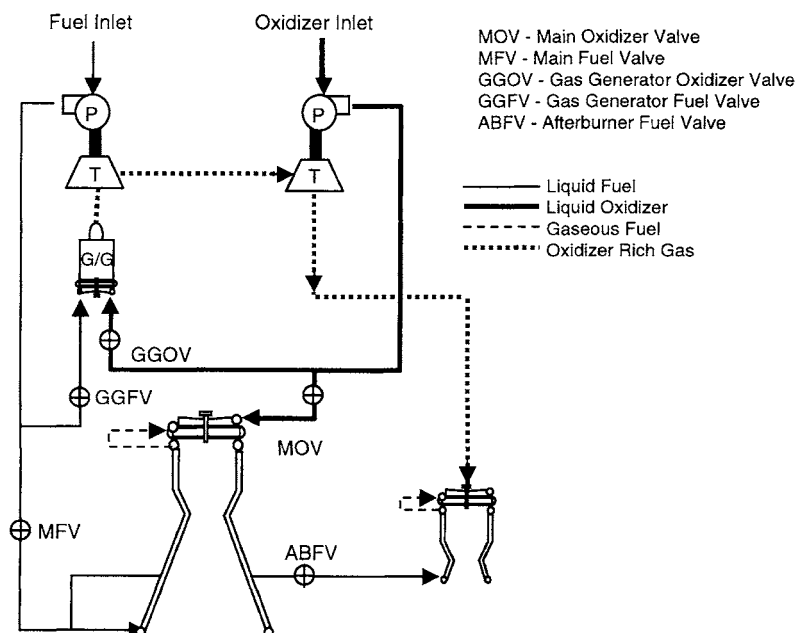 Fuel Inlet
Oxidizer Inlet
MOV - Main Oxidizer Valve
MFV - Main Fuel Valve
GGOV - Gas Generator Oxidizer Valve
GGFV - Gas Generator Fuel Valve
ABFV - Afterburner Fuel Valve
P
P
T
T
Liquid Fuel
Liquid Oxidizer
Gaseous Fuel
Oxidizer Rich Gas
G/G
GGOV
GGFV
MOV
MFV
ABFV